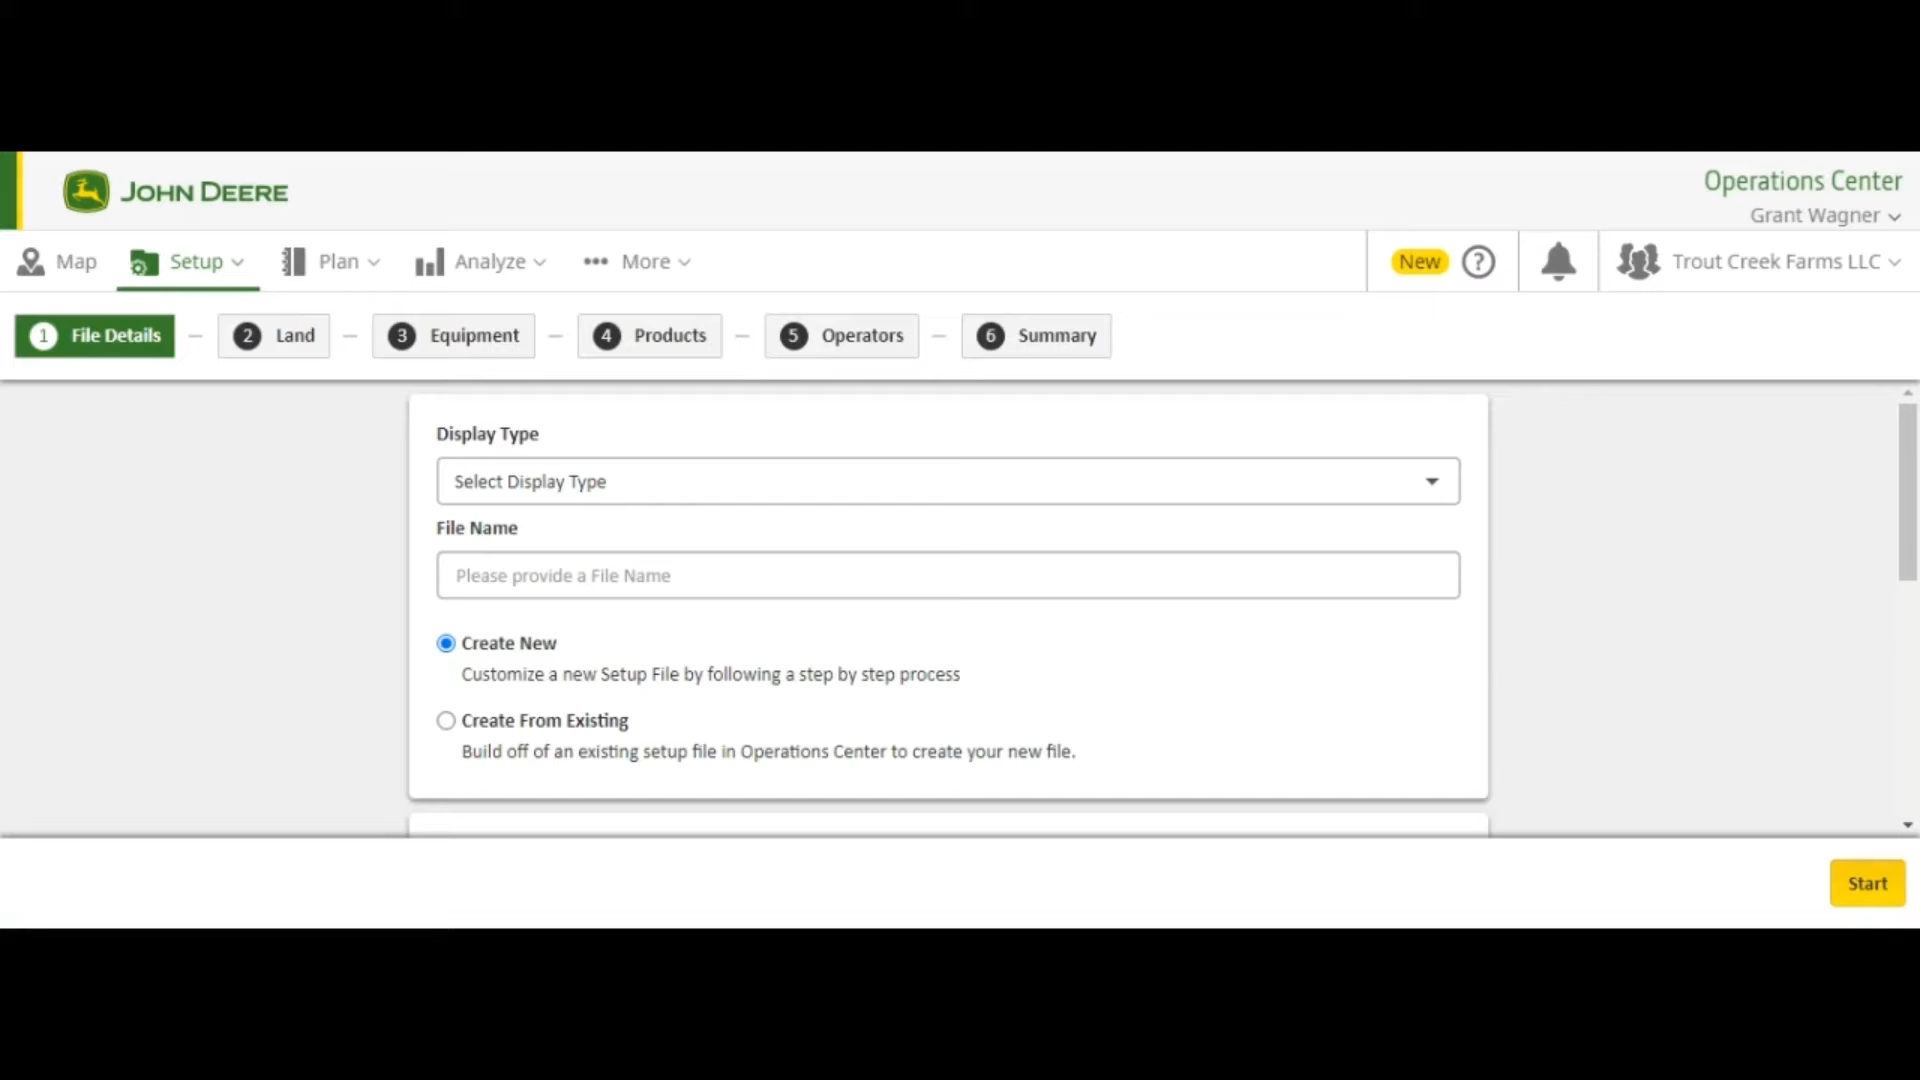 JOHN DEERE
Operations Center
Grant Wagner
Map Setup Plan Analyze More New ? Trout Creek Farms LLC
1 File Details 2 Land 3 Equipment 4 Products 5 Operators 6 Summary
Display Type
Select Display Type
File Name
Please provide a File Name
Create New
Customize a new Setup File by following a step by step process
Create From Existing
Build off of an existing setup file in Operations Center to create your new file.
Start